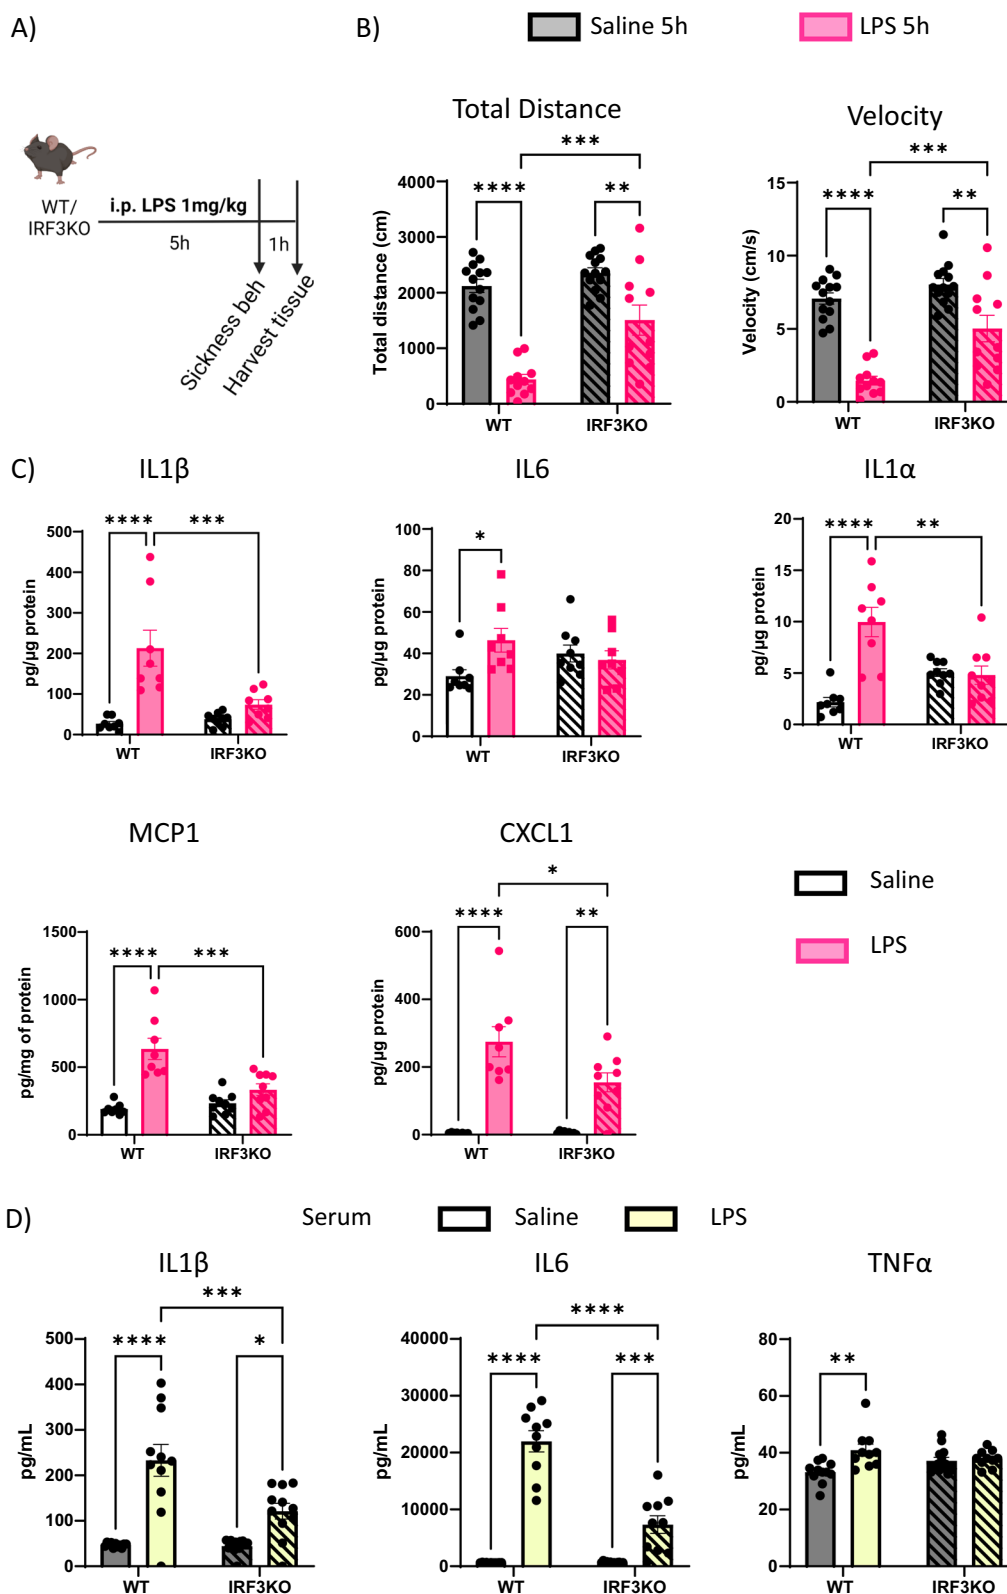 A)
B)
Saline 5h
LPS 5h
WT/
IRF3KO
i.p. LPS 1mg/kg
5h
1h
Sickness beh
Harvest tissue
Total Distance
***
****
**
Total distance (cm)
4000
3000
2000
1000
0
WT
IRF3KO
Velocity
***
****
**
Velocity (cm/s)
15
10
5
0
WT
IRF3KO
C)
IL1β
****
***
pg/µg protein
500
400
300
200
100
0
WT
IRF3KO
IL6
*
pg/µg protein
100
80
60
40
20
0
WT
IRF3KO
IL1α
****
**
pg/µg protein
20
15
10
5
0
WT
IRF3KO
MCP1
****
***
pg/mg of protein
1500
1000
500
0
WT
IRF3KO
CXCL1
*
****
**
pg/µg protein
600
400
200
0
WT
IRF3KO
Saline
LPS
D)
Serum
Saline
LPS
IL1β
***
****
*
pg/mL
500
400
300
200
100
0
WT
IRF3KO
IL6
****
****
***
pg/mL
40000
30000
20000
10000
0
WT
IRF3KO
TNFα
**
pg/mL
80
60
40
20
0
WT
IRF3KO